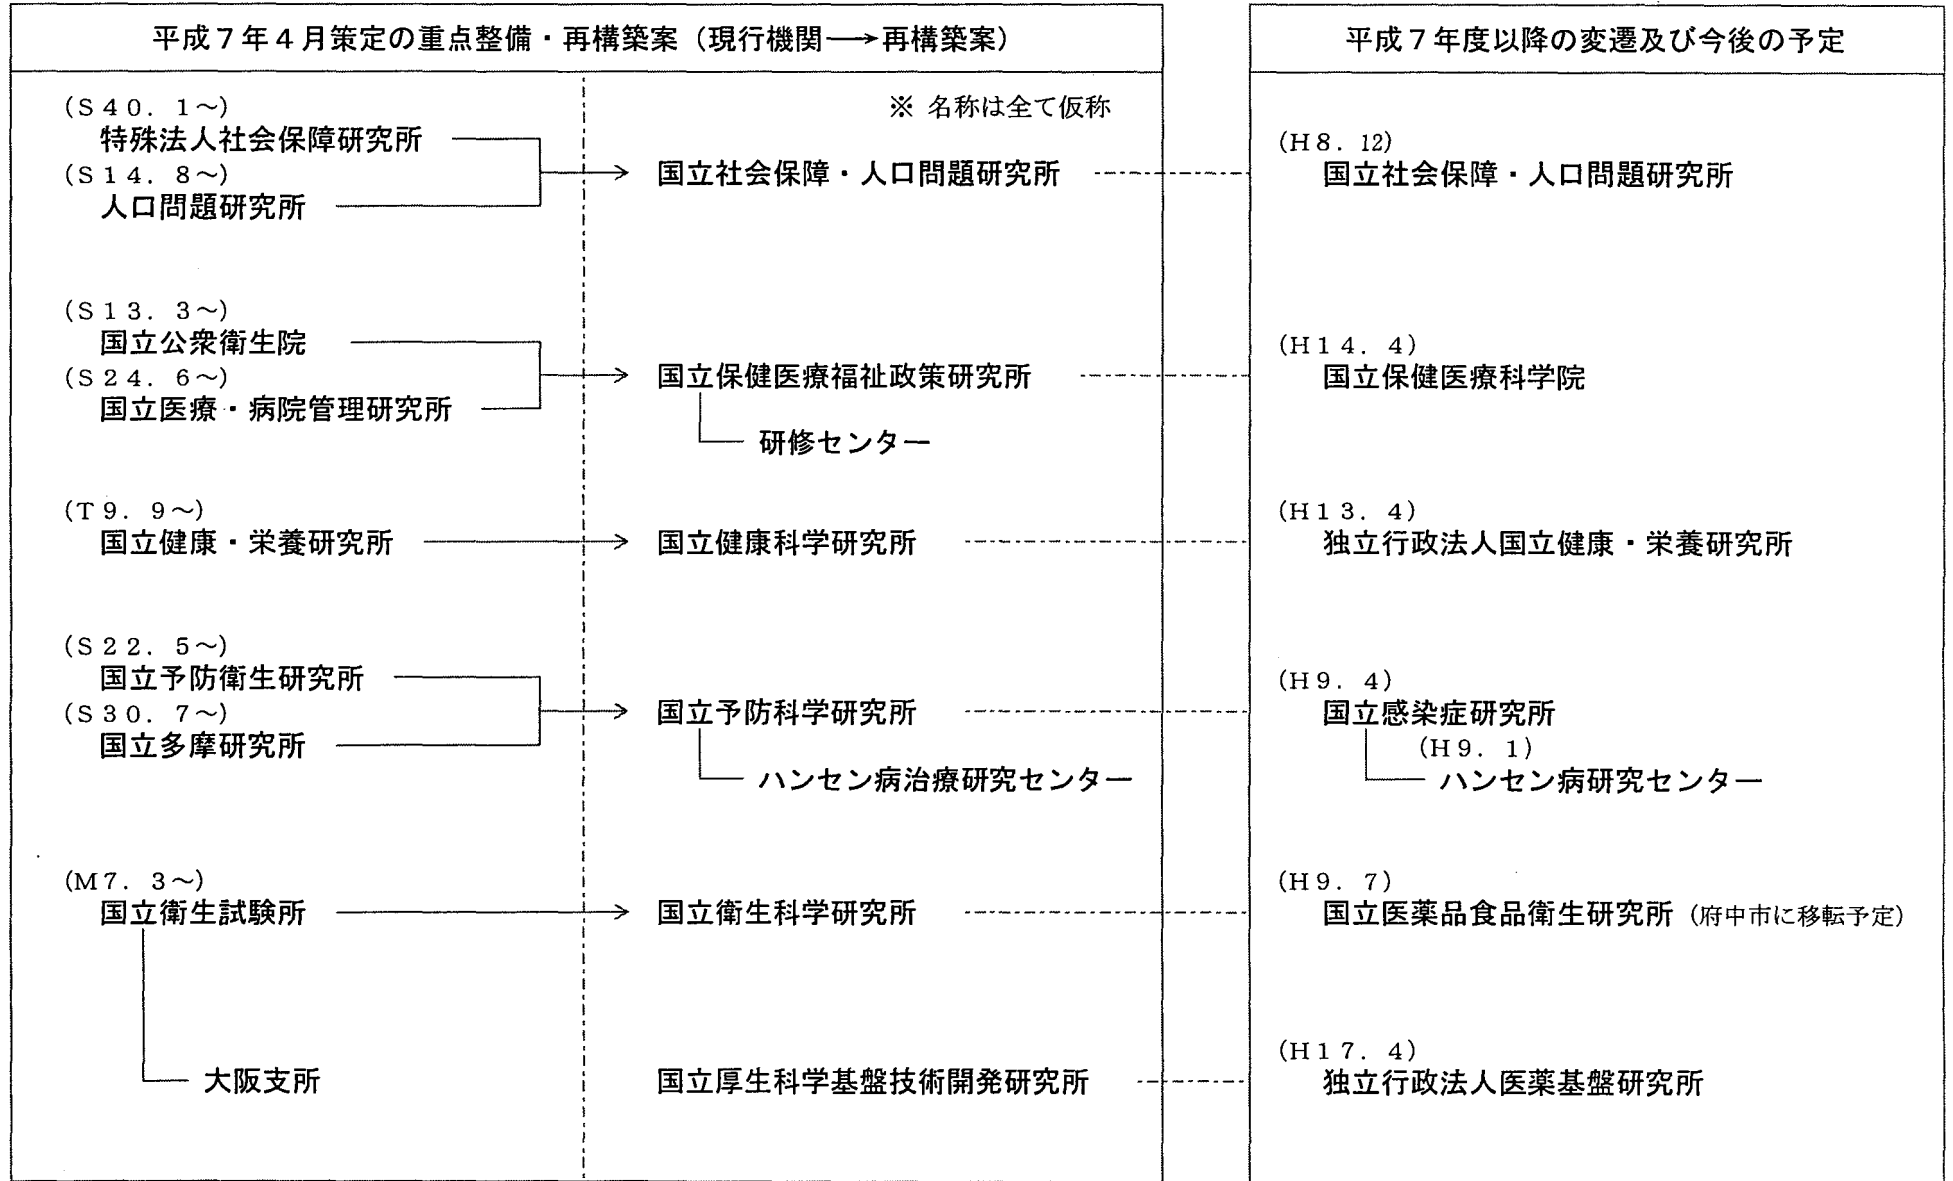 平成７年４月策定の重点整備・再構築案（現行機関→再構築案）
※ 名称は全て仮称
（Ｓ４０．１～）
特殊法人社会保障研究所
（Ｓ１４．８～）
人口問題研究所
国立社会保障・人口問題研究所
（Ｓ１３．３～）
国立公衆衛生院
（Ｓ２４．６～）
国立医療・病院管理研究所
国立保健医療福祉政策研究所
研修センター
（Ｔ９．９～）
国立健康・栄養研究所
国立健康科学研究所
（Ｓ２２．５～）
国立予防衛生研究所
（Ｓ３０．７～）
国立多摩研究所
国立予防科学研究所
ハンセン病治療研究センター
（Ｍ７．３～）
国立衛生試験所
国立衛生科学研究所
大阪支所
国立厚生科学基盤技術開発研究所
平成７年度以降の変遷及び今後の予定
（Ｈ８．12）
国立社会保障・人口問題研究所
（Ｈ１４．４）
国立保健医療科学院
（Ｈ１３．４）
独立行政法人国立健康・栄養研究所
（Ｈ９．４）
国立感染症研究所
（Ｈ９．１）
ハンセン病研究センター
（Ｈ９．７）
国立医薬品食品衛生研究所（府中市に移転予定）
（Ｈ１７．４）
独立行政法人医薬基盤研究所